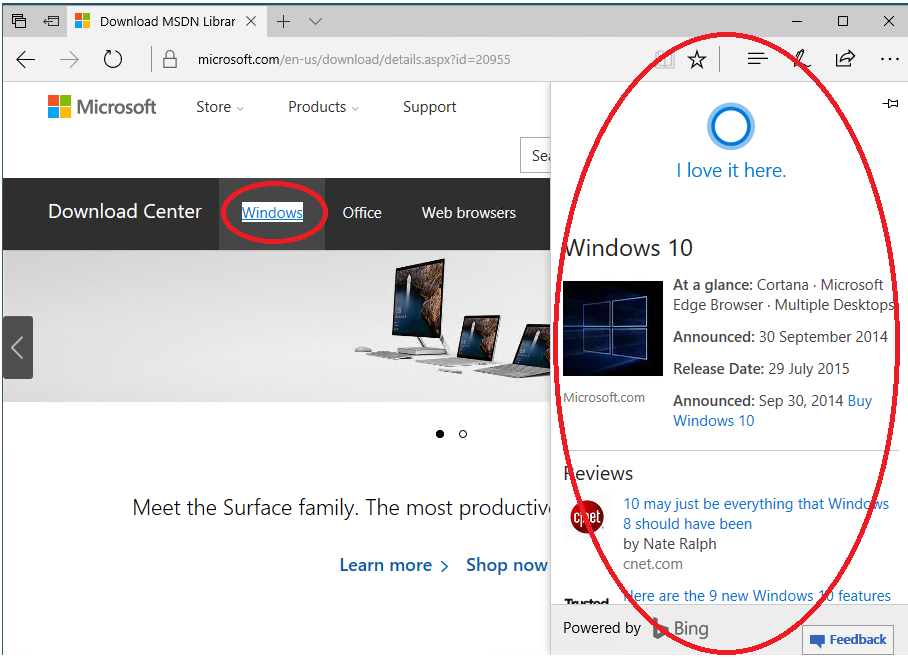 Download MSDN Librar
microsoft.com/en-us/download/details.aspx?id=20955
Microsoft
Store
Products
Support
Sea
I love it here.
Download Center
Windows
Office
Web browsers
Windows 10
At a glance: Cortana · Microsoft
Edge Browser · Multiple Desktops
Announced: 30 September 2014
Release Date: 29 July 2015
Microsoft.com
Announced: Sep 30, 2014 Buy
Windows 10
Reviews
Meet the Surface family. The most productive
cnet
10 may just be everything that Windows
8 should have been
by Nate Ralph
cnet.com
Learn more
Shop now
Trusted
Here are the 9 new Windows 10 features
Powered by Bing
Feedback